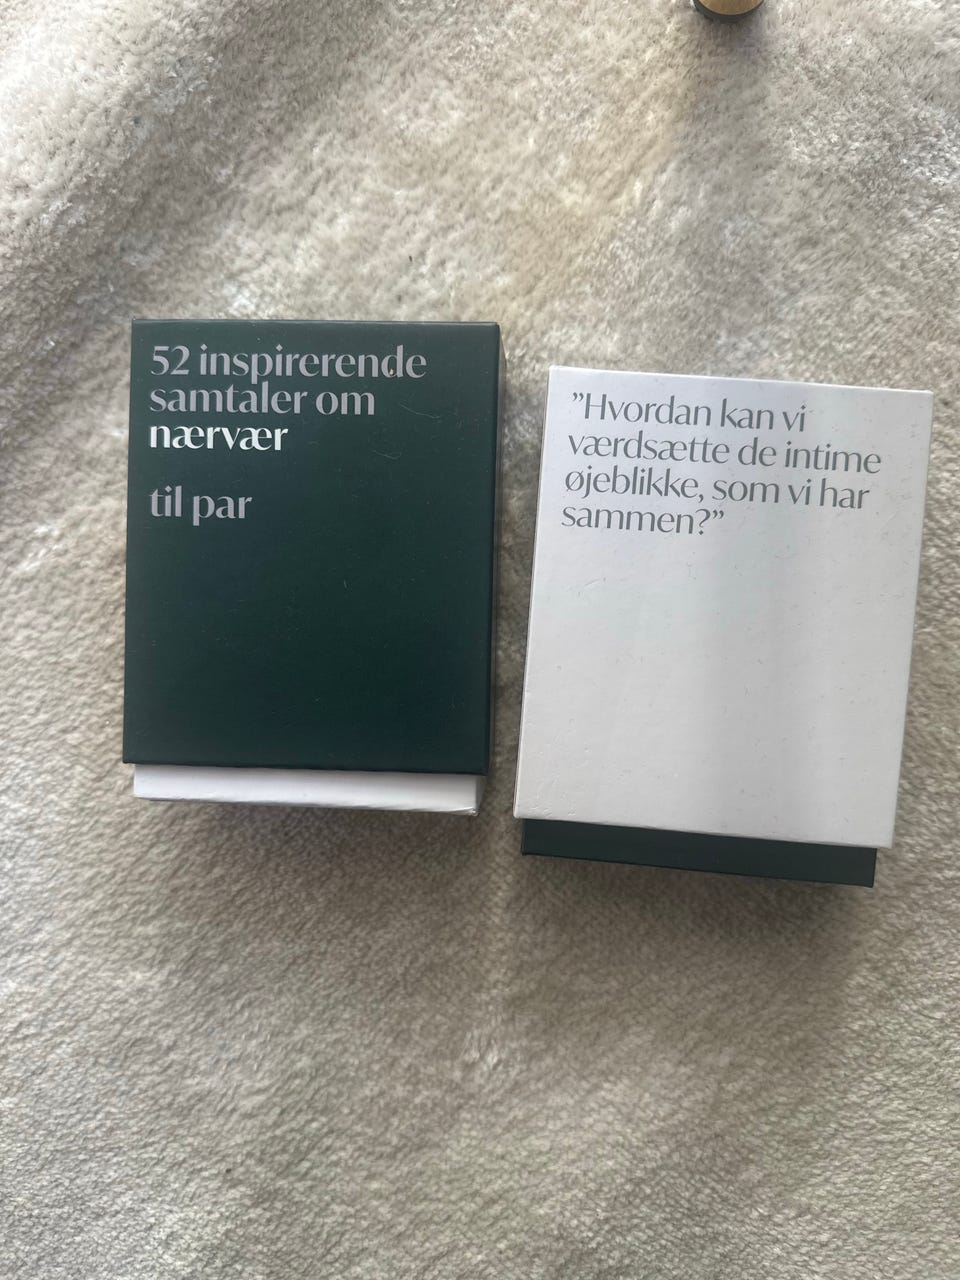 52 inspirerende
samtaler om
nærvær
til par
”Hvordan kan vi
værdsætte de intime
øjeblikke, som vi har
sammen?”